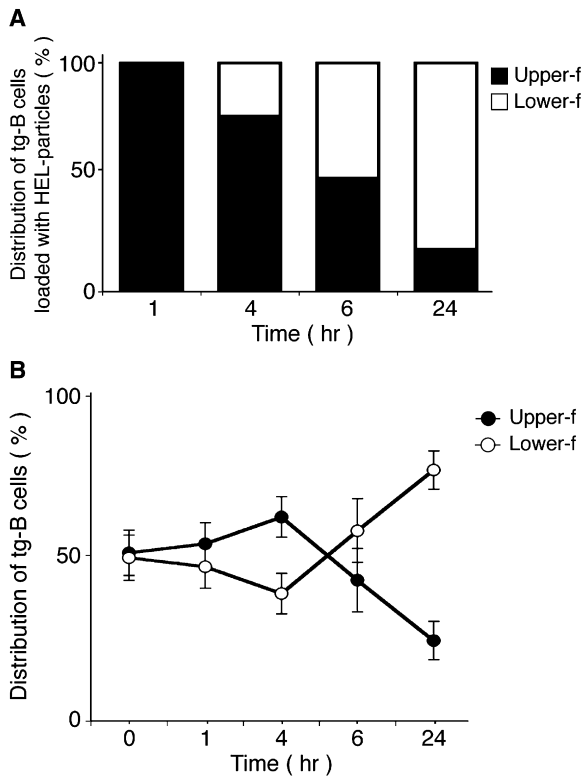 A
Distribution of tg-B cells
loaded with HEL-particles ( % )
100
50
0
1 4 6 24
Time ( hr )
Upper-f
Lower-f
B
Distribution of tg-B cells ( % )
100
50
0
0 1 4 6 24
Time ( hr )
Upper-f
Lower-f